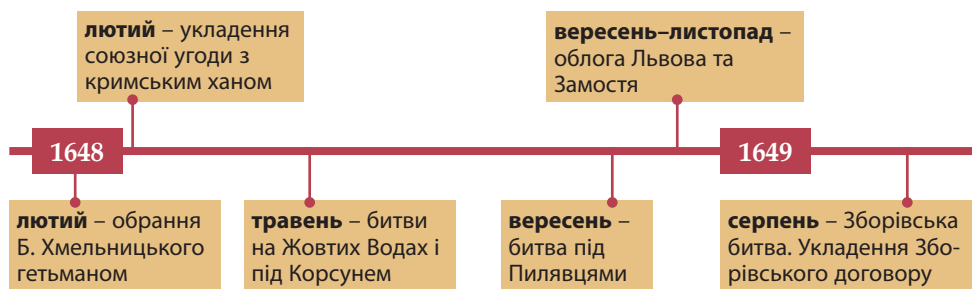 лютий – укладення
союзної угоди з
кримським ханом
вересень–листопад –
облога Львова та
Замостя
1648
1649
лютий – обрання
Б. Хмельницького
гетьманом
травень – битви
на Жовтих Водах і
під Корсунем
вересень –
битва під
Пилявцями
серпень – Зборівська
битва. Укладення Збо-
рівського договору